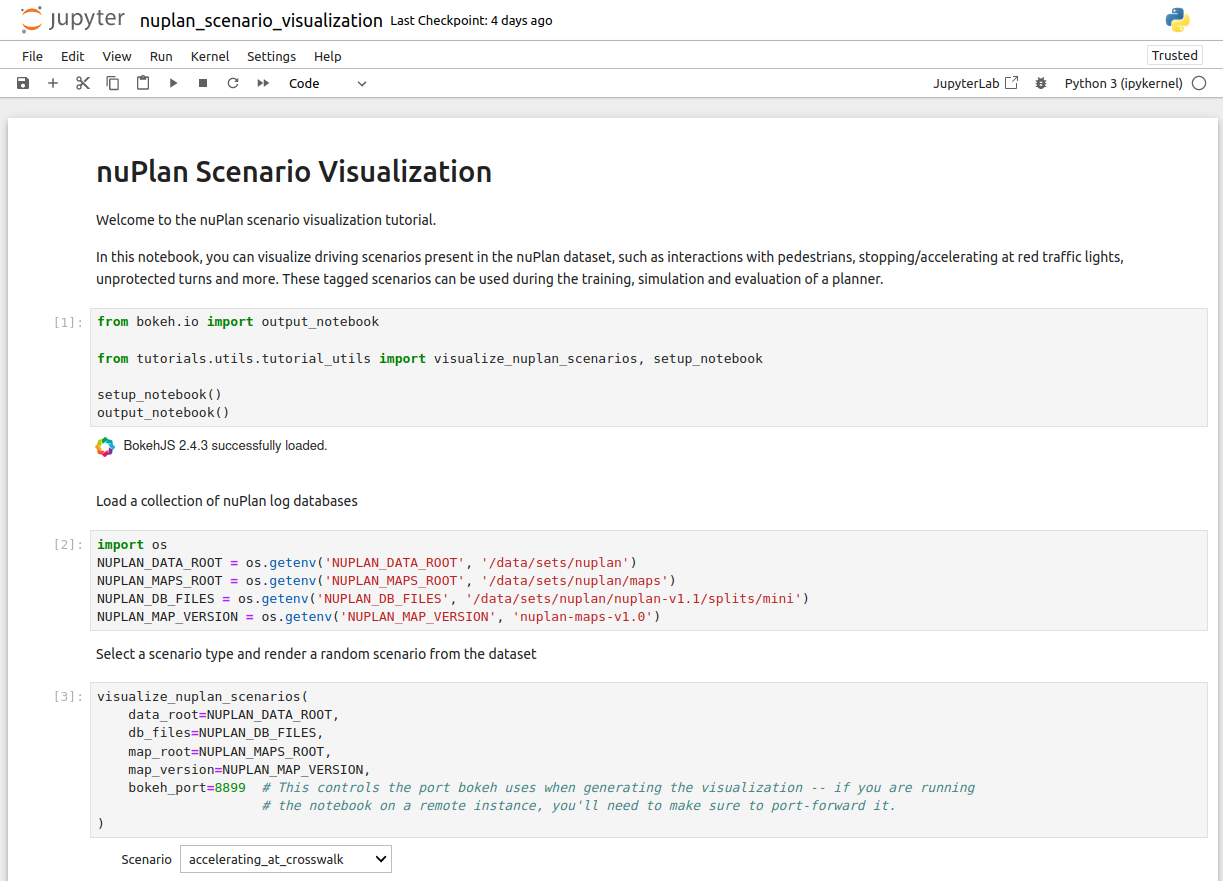 jupyter nuplan_scenario_visualization Last Checkpoint: 4 days ago
File Edit View Run Kernel Settings Help Trusted
Code JupyterLab Python 3 (ipykernel)
nuPlan Scenario Visualization
Welcome to the nuPlan scenario visualization tutorial.
In this notebook, you can visualize driving scenarios present in the nuPlan dataset, such as interactions with pedestrians, stopping/accelerating at red traffic lights,
unprotected turns and more. These tagged scenarios can be used during the training, simulation and evaluation of a planner.
[1]: from bokeh.io import output_notebook
from tutorials.utils.tutorial_utils import visualize_nuplan_scenarios, setup_notebook
setup_notebook()
output_notebook()
BokehJS 2.4.3 successfully loaded.
Load a collection of nuPlan log databases
[2]: import os
NUPLAN_DATA_ROOT = os.getenv('NUPLAN_DATA_ROOT', '/data/sets/nuplan')
NUPLAN_MAPS_ROOT = os.getenv('NUPLAN_MAPS_ROOT', '/data/sets/nuplan/maps')
NUPLAN_DB_FILES = os.getenv('NUPLAN_DB_FILES', '/data/sets/nuplan/nuplan-v1.1/splits/mini')
NUPLAN_MAP_VERSION = os.getenv('NUPLAN_MAP_VERSION', 'nuplan-maps-v1.0')
Select a scenario type and render a random scenario from the dataset
[3]: visualize_nuplan_scenarios(
data_root=NUPLAN_DATA_ROOT,
db_files=NUPLAN_DB_FILES,
map_root=NUPLAN_MAPS_ROOT,
map_version=NUPLAN_MAP_VERSION,
bokeh_port=8899 # This controls the port bokeh uses when generating the visualization -- if you are running
# the notebook on a remote instance, you'll need to make sure to port-forward it.
)
Scenario accelerating_at_crosswalk